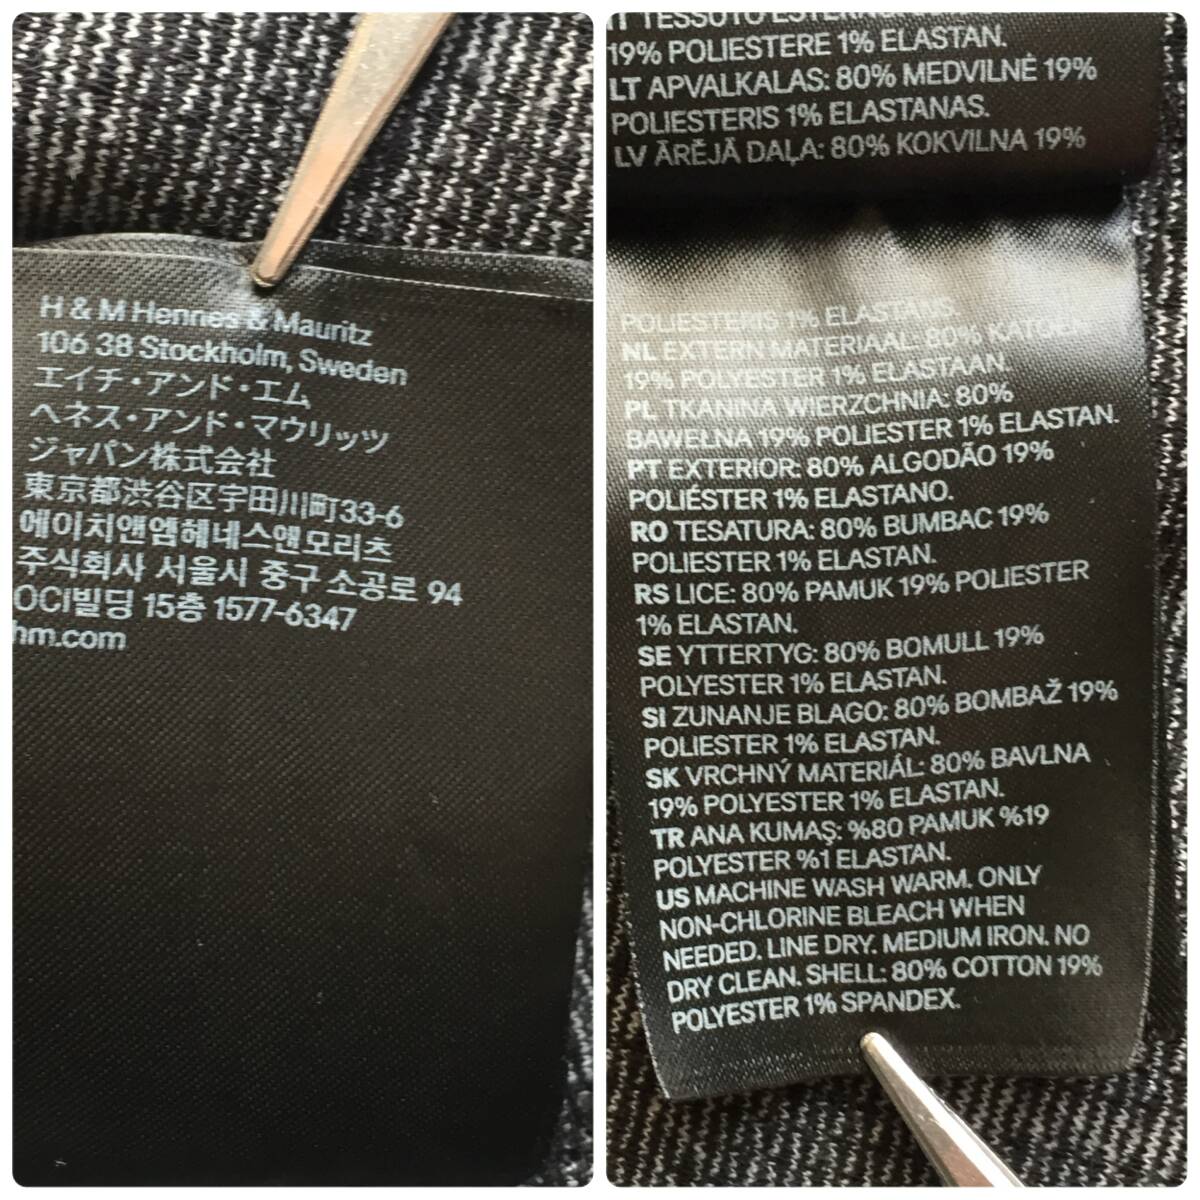 H & M Hennes & Mauritz
106 38 Stockholm, Sweden
エイチ・アンド・エム
ヘネス・アンド・マウリッツ
ジャパン株式会社
東京都渋谷区宇田川町33-6
에이치앤엠헤네스앤모리츠
주식회사 서울시 중구 소공로 94
OCI빌딩 15층 1577-6347
hm.com
IT TESSUTO ESTERNO
19% POLIESTERE 1% ELASTAN.
LT APVALKALAS: 80% MEDVILNĖ 19%
POLIESTERIS 1% ELASTANAS.
LV ĀRĒJĀ DAĻA: 80% KOKVILNA 19%
POLIESTERIS 1% ELASTANS.
NL EXTERN MATERIAAL: 80% KATOEN
19% POLYESTER 1% ELASTAAN.
PL TKANINA WIERZCHNIA: 80%
BAWEŁNA 19% POLIESTER 1% ELASTAN.
PT EXTERIOR: 80% ALGODÃO 19%
POLIÉSTER 1% ELASTANO.
RO TESATURA: 80% BUMBAC 19%
POLIESTER 1% ELASTAN.
RS LICE: 80% PAMUK 19% POLIESTER
1% ELASTAN.
SE YTTERTYG: 80% BOMULL 19%
POLYESTER 1% ELASTAN.
SI ZUNANJE BLAGO: 80% BOMBAŽ 19%
POLIESTER 1% ELASTAN.
SK VRCHNÝ MATERIÁL: 80% BAVLNA
19% POLYESTER 1% ELASTAN.
TR ANA KUMAŞ: %80 PAMUK %19
POLYESTER %1 ELASTAN.
US MACHINE WASH WARM. ONLY
NON-CHLORINE BLEACH WHEN
NEEDED. LINE DRY. MEDIUM IRON. NO
DRY CLEAN. SHELL: 80% COTTON 19%
POLYESTER 1% SPANDEX.